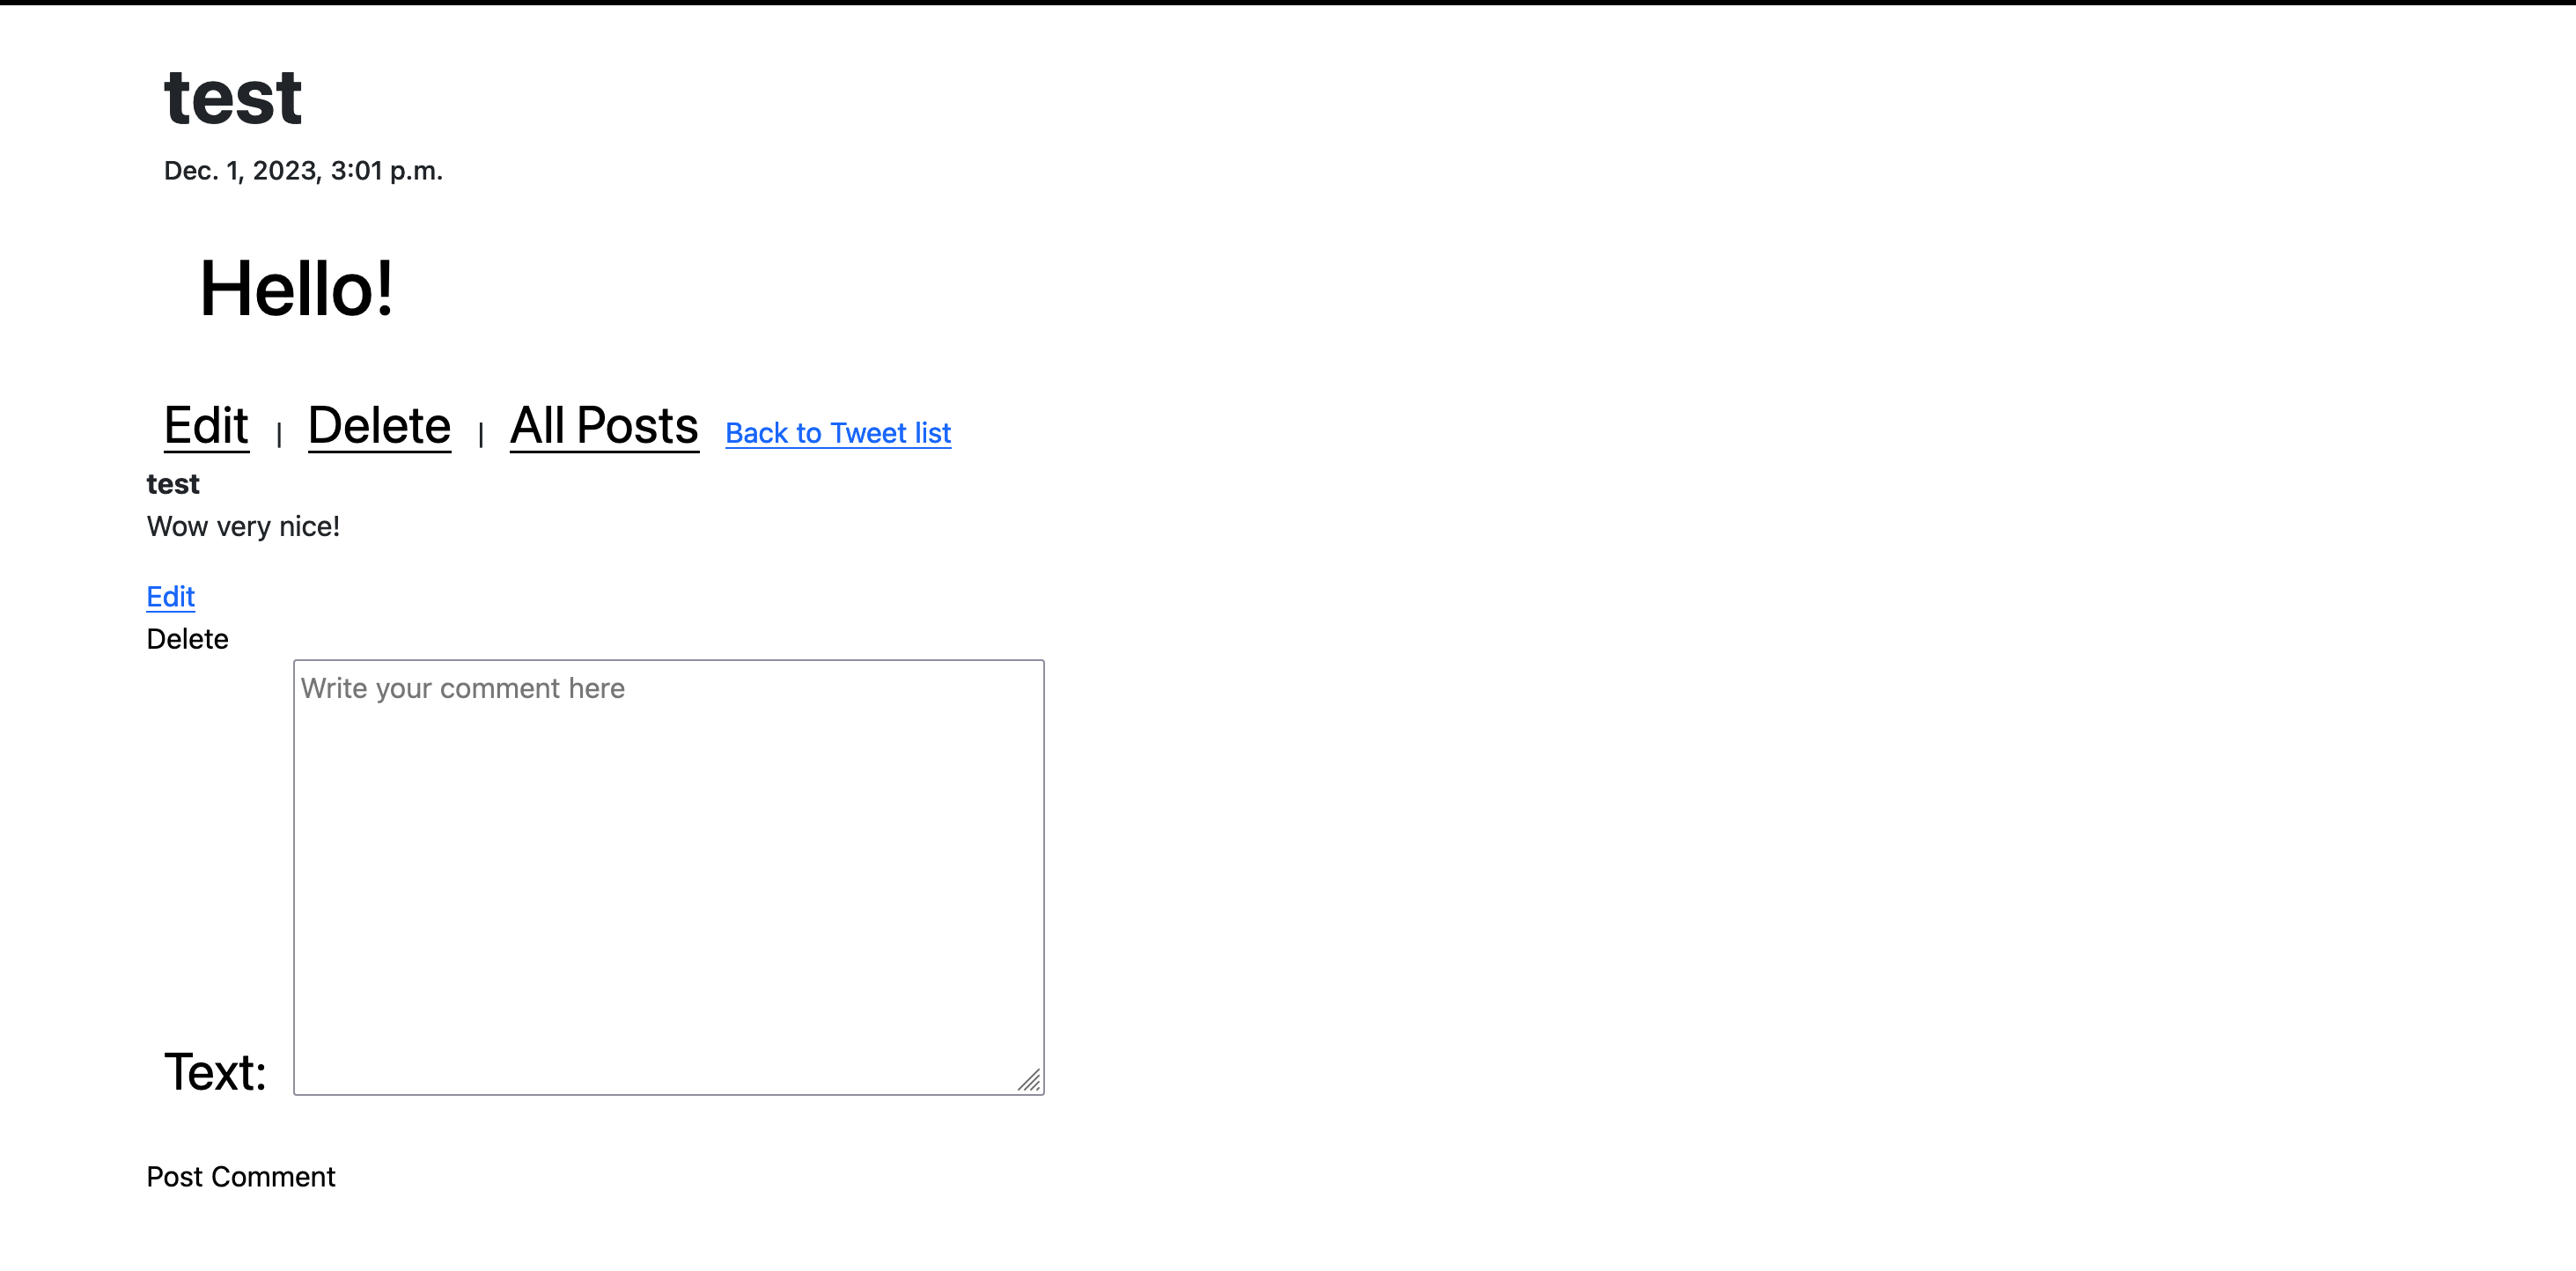 test
Dec. 1, 2023, 3:01 p.m.
Hello!
Edit | Delete | All Posts Back to Tweet list
test
Wow very nice!
Edit
Delete
Write your comment here
Text:
Post Comment